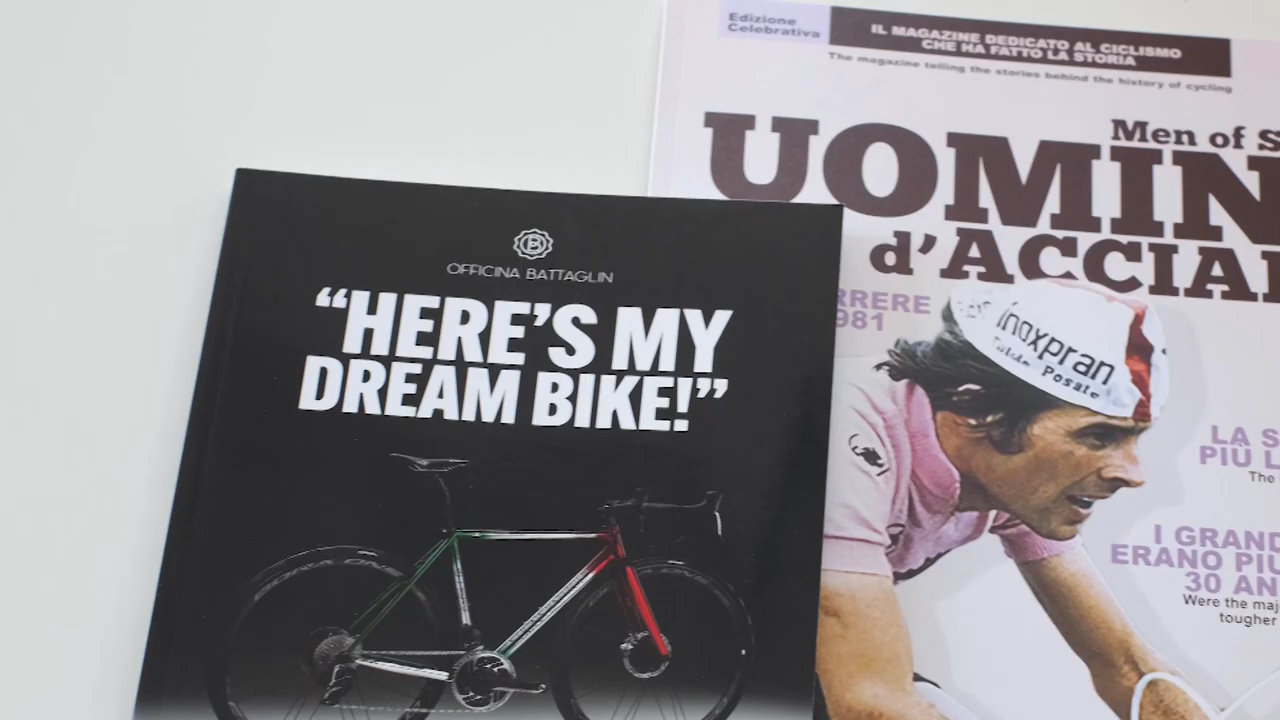 OFFICINA BATTAGLIN
“HERE’S MY
DREAM BIKE!”
Edizione
Celebrativa
IL MAGAZINE DEDICATO AL CICLISMO
CHE HA FATTO LA STORIA
The magazine telling the stories behind the history of cycling
Men of S
UOMIN
d’ACCIAI
RRERE
981
inoxpran
Posate
LA S
PIÙ L
The
I GRAND
ERANO PIÙ
30 AN
Were the maj
tougher